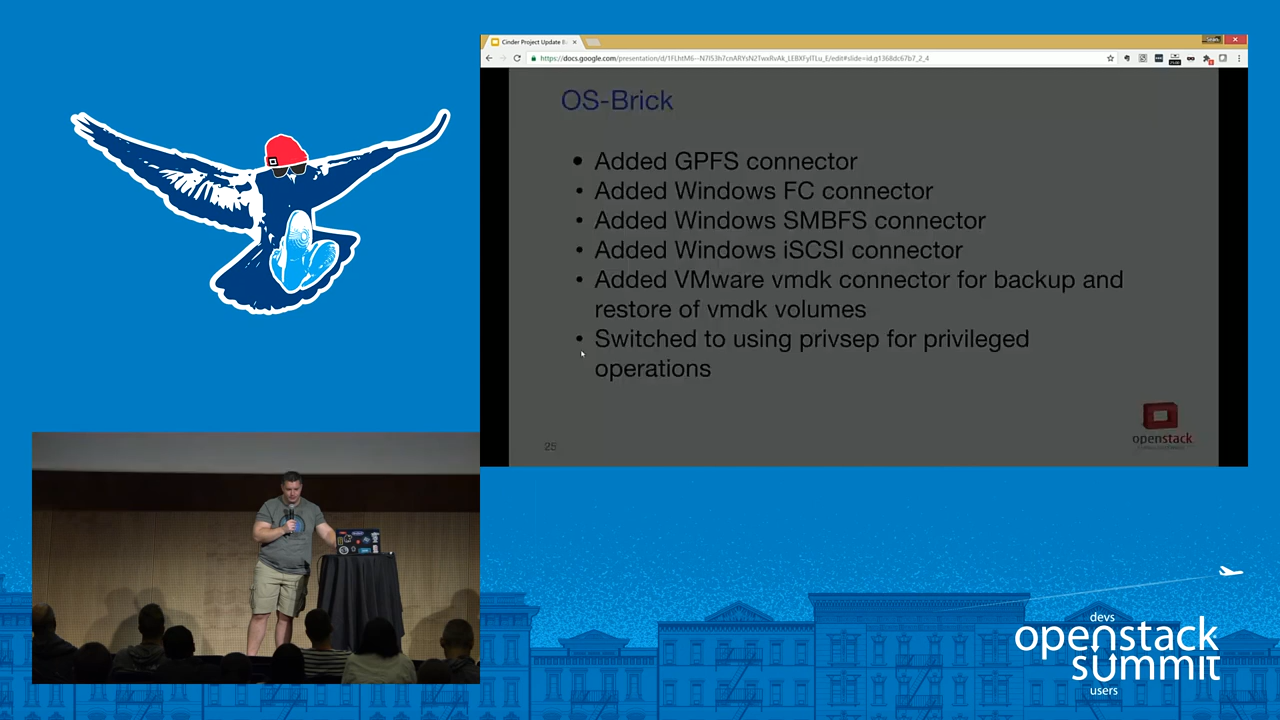 Cinder Project Update B
OS-Brick
• Added GPFS connector
• Added Windows FC connector
• Added Windows SMBFS connector
• Added Windows iSCSI connector
• Added VMware vmdk connector for backup and
restore of vmdk volumes
• Switched to using privsep for privileged
operations
25
openstack
devs
openstack
summit
users